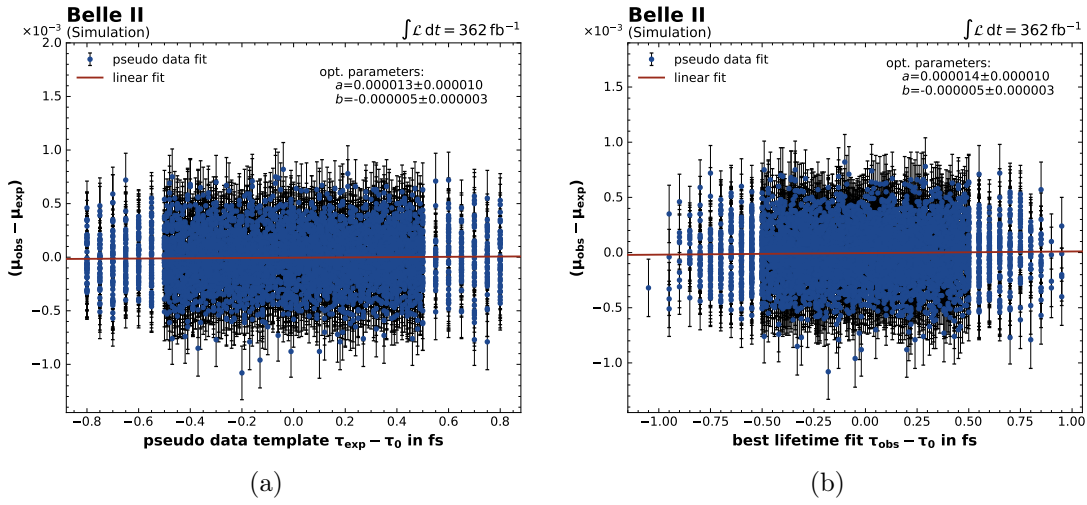 Belle II
(Simulation)
∫ℒ dt = 362 fb⁻¹
×10⁻³
2.0
1.5
1.0
0.5
0.0
−0.5
−1.0
(μobs − μexp)
pseudo data fit
linear fit
opt. parameters:
a=0.000013±0.000010
b=-0.000005±0.000003
−0.8 −0.6 −0.4 −0.2 0.0 0.2 0.4 0.6 0.8
pseudo data template τexp − τ0 in fs
(a)
Belle II
(Simulation)
∫ℒ dt = 362 fb⁻¹
×10⁻³
1.5
1.0
0.5
0.0
−0.5
−1.0
(μobs − μexp)
pseudo data fit
linear fit
opt. parameters:
a=0.000014±0.000010
b=-0.000005±0.000003
−1.00 −0.75 −0.50 −0.25 0.00 0.25 0.50 0.75 1.00
best lifetime fit τobs − τ0 in fs
(b)